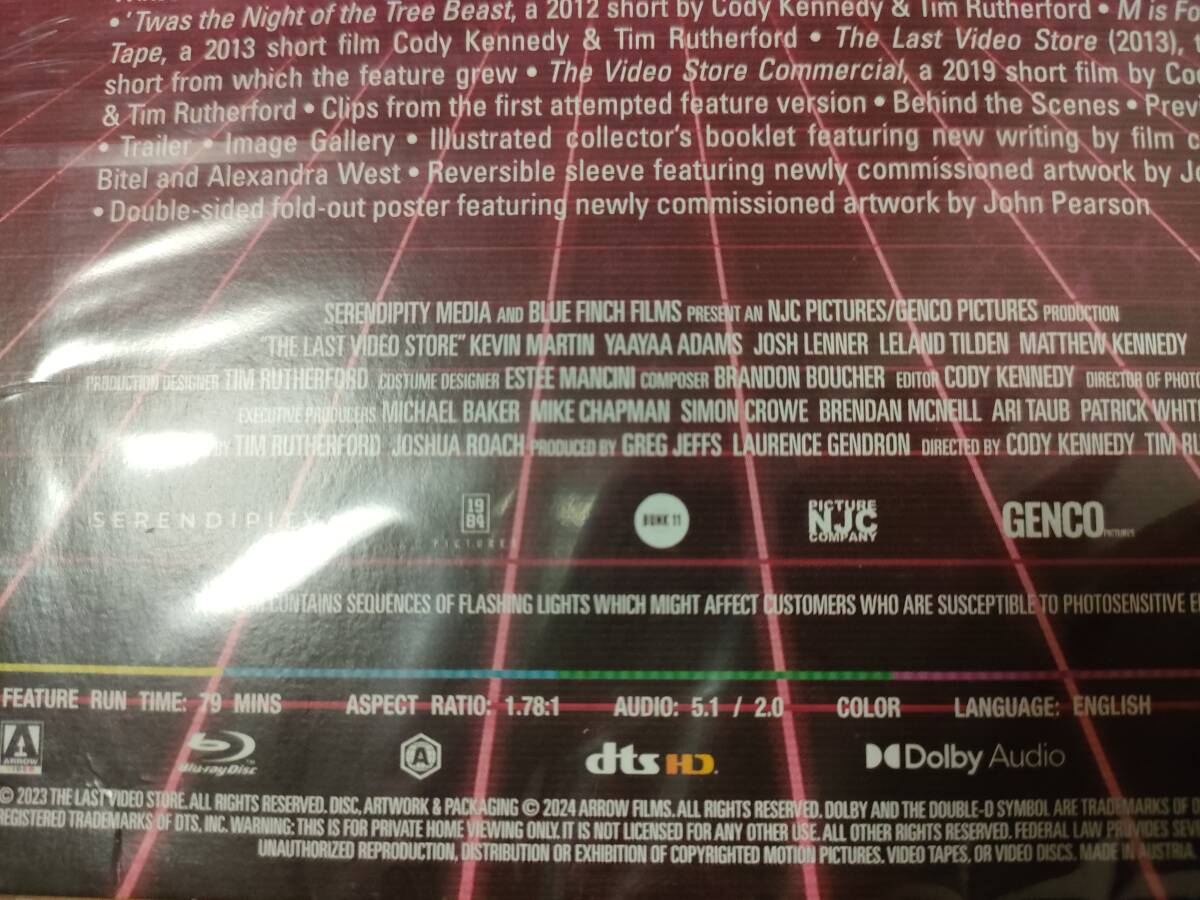 • 'Twas the Night of the Tree Beast, a 2012 short by Cody Kennedy & Tim Rutherford • M is Fo
Tape, a 2013 short film Cody Kennedy & Tim Rutherford • The Last Video Store (2013), t
short from which the feature grew • The Video Store Commercial, a 2019 short film by Co
& Tim Rutherford • Clips from the first attempted feature version • Behind the Scenes • Prev
• Trailer • Image Gallery • Illustrated collector's booklet featuring new writing by film c
Bitel and Alexandra West • Reversible sleeve featuring newly commissioned artwork by Jo
• Double-sided fold-out poster featuring newly commissioned artwork by John Pearson
SERENDIPITY MEDIA AND BLUE FINCH FILMS PRESENT AN NJC PICTURES/GENCO PICTURES PRODUCTION
"THE LAST VIDEO STORE" KEVIN MARTIN YAAYAA ADAMS JOSH LENNER LELAND TILDEN MATTHEW KENNEDY
PRODUCTION DESIGNER TIM RUTHERFORD COSTUME DESIGNER ESTEE MANCINI COMPOSER BRANDON BOUCHER EDITOR CODY KENNEDY DIRECTOR OF PHOTO
EXECUTIVE PRODUCERS MICHAEL BAKER MIKE CHAPMAN SIMON CROWE BRENDAN MCNEILL ARI TAUB PATRICK WHIT
BY TIM RUTHERFORD JOSHUA ROACH PRODUCED BY GREG JEFFS LAURENCE GENDRON DIRECTED BY CODY KENNEDY TIM RU
SERENDIPITY
1984 PICTURE
BONK 11
PICTURE NJC COMPANY
GENCO PICTURES
CONTAINS SEQUENCES OF FLASHING LIGHTS WHICH MIGHT AFFECT CUSTOMERS WHO ARE SUSCEPTIBLE TO PHOTOSENSITIVE E
FEATURE RUN TIME: 79 MINS ASPECT RATIO: 1.78:1 AUDIO: 5.1 / 2.0 COLOR LANGUAGE: ENGLISH
A ARROW Blu-ray Disc A dts HD Dolby Audio
© 2023 THE LAST VIDEO STORE. ALL RIGHTS RESERVED. DISC, ARTWORK & PACKAGING © 2024 ARROW FILMS. ALL RIGHTS RESERVED. DOLBY AND THE DOUBLE-D SYMBOL ARE TRADEMARKS OF
REGISTERED TRADEMARKS OF DTS, INC. WARNING: THIS IS FOR PRIVATE HOME VIEWING ONLY. IT IS NOT LICENSED FOR ANY OTHER USE. ALL OTHER RIGHTS RESERVED. FEDERAL LAW PROVIDES SEV
UNAUTHORIZED REPRODUCTION, DISTRIBUTION OR EXHIBITION OF COPYRIGHTED MOTION PICTURES. VIDEO TAPES, OR VIDEO DISCS. MADE IN AUSTRIA